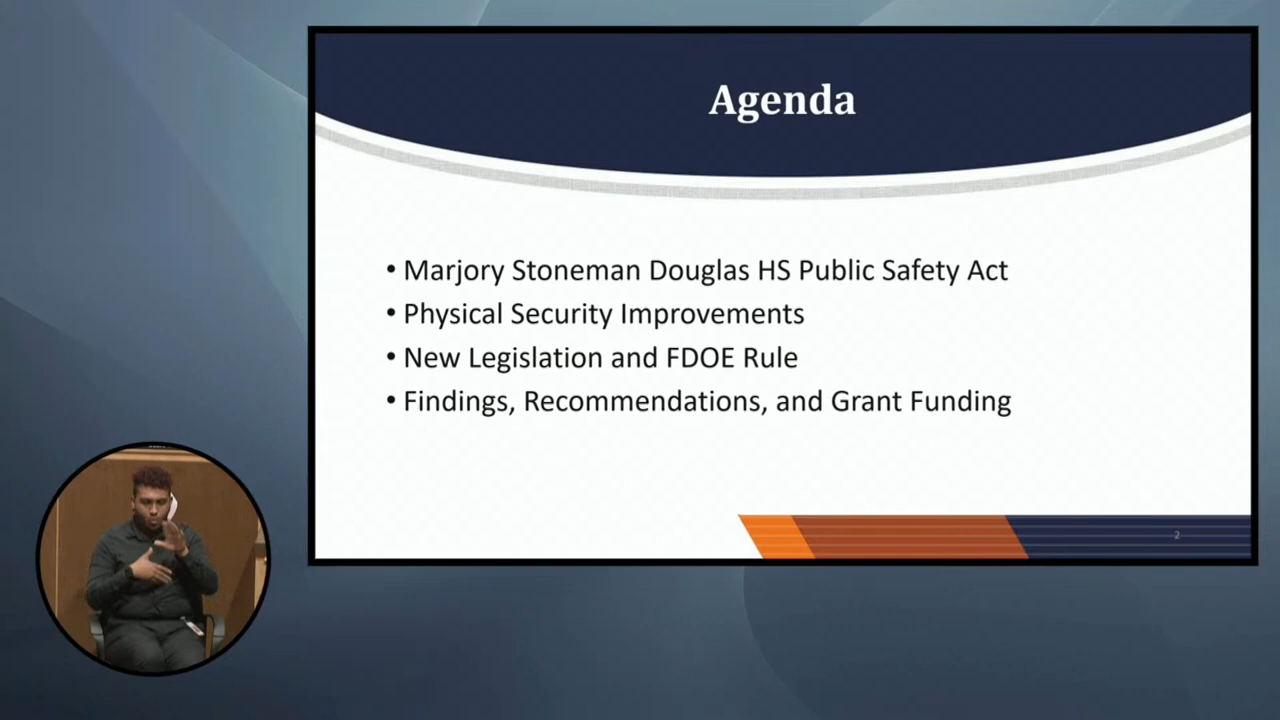 Agenda
• Marjory Stoneman Douglas HS Public Safety Act
• Physical Security Improvements
• New Legislation and FDOE Rule
• Findings, Recommendations, and Grant Funding
2